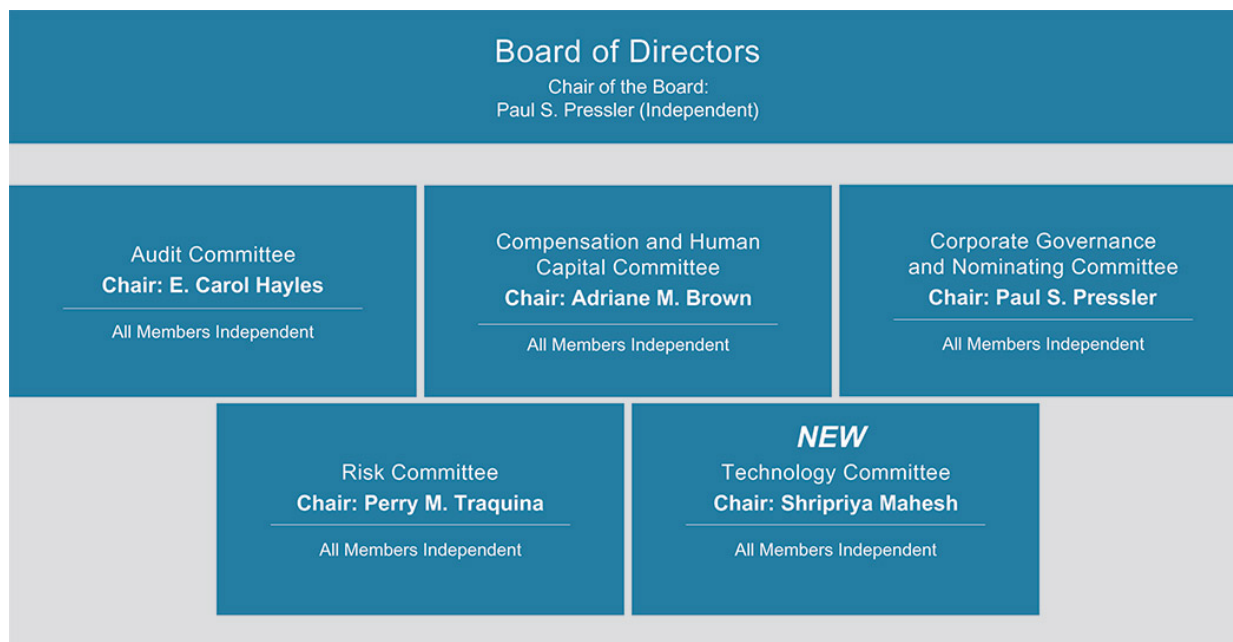 Board of Directors
Chair of the Board:
Paul S. Pressler (Independent)
Audit Committee
Chair: E. Carol Hayles
All Members Independent
Compensation and Human
Capital Committee
Chair: Adriane M. Brown
All Members Independent
Corporate Governance
and Nominating Committee
Chair: Paul S. Pressler
All Members Independent
Risk Committee
Chair: Perry M. Traquina
All Members Independent
NEW
Technology Committee
Chair: Shripriya Mahesh
All Members Independent